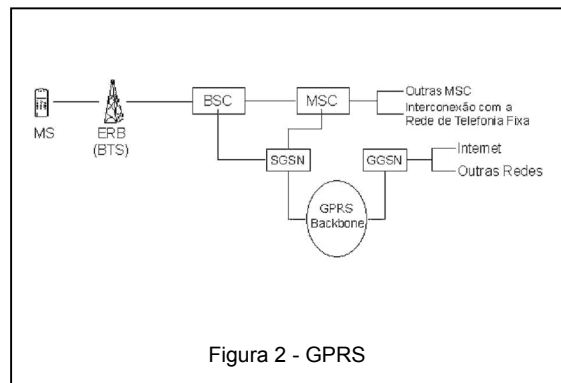 BSC
MSC
Outras MSC
Interconexão com a
Rede de Telefonia Fixa
MS
ERB
(BTS)
SGSN
GGSN
Internet
Outras Redes
GPRS
Backbone
Figura 2 - GPRS